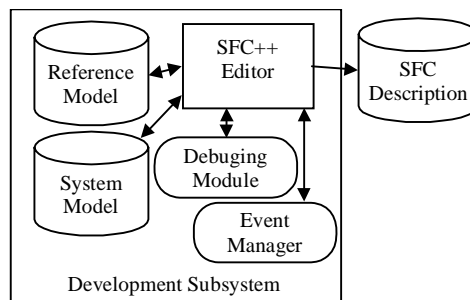 Reference
Model
SFC++
Editor
SFC
Description
System
Model
Debuging
Module
Event
Manager
Development Subsystem